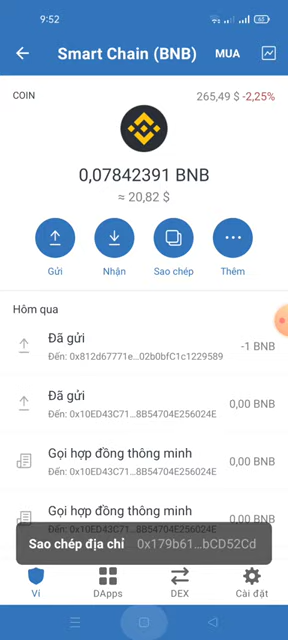 9:52
63
Smart Chain (BNB)
MUA
COIN
265,49 $ -2,25%
0,07842391 BNB
≈ 20,82 $
Gửi
Nhận
Sao chép
Thêm
Hôm qua
Đã gửi
-1 BNB
Đến: 0x812d67771e...02b0bfC1c1229589
Đã gửi
0,00 BNB
Đến: 0x10ED43C71...8B54704E256024E
Gọi hợp đồng thông minh
0,00 BNB
Đến: 0x10ED43C71...8B54704E256024E
Gọi hợp đồng thông minh
0,00 BNB
Sao chép địa chỉ 0x179b61...bCD52Cd
Ví
DApps
DEX
Cài đặt